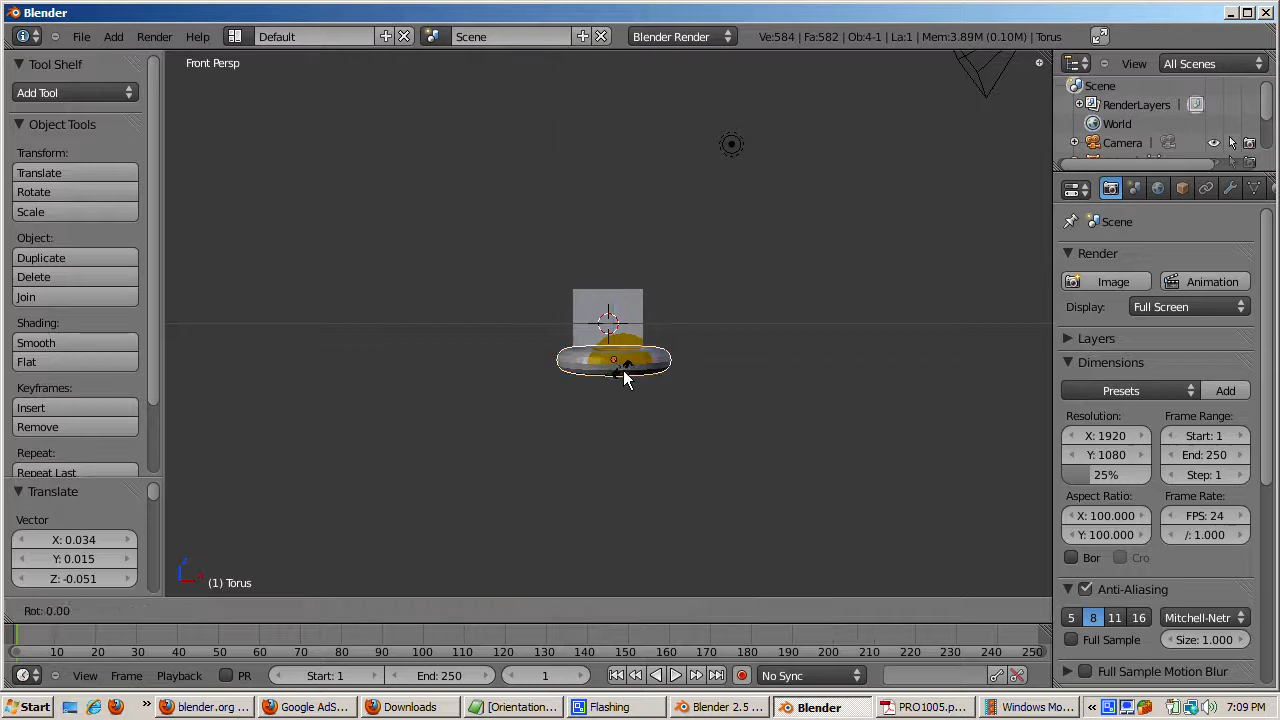 Blender
File Add Render Help Default Scene Blender Render Ve:584 | Fa:582 | Ob:4-1 | La:1 | Mem:3.89M (0.10M) | Torus
Tool Shelf
Add Tool
Object Tools
Transform:
Translate
Rotate
Scale
Object:
Duplicate
Delete
Join
Shading:
Smooth
Flat
Keyframes:
Insert
Remove
Repeat:
Repeat Last
Translate
Vector
X: 0.034
Y: 0.015
Z: -0.051
Front Persp
(1) Torus
Rot: 0.00
View All Scenes
Scene
RenderLayers
World
Camera
Scene
Render
Image Animation
Display: Full Screen
Layers
Dimensions
Presets Add
Resolution: Frame Range:
X: 1920 Start: 1
Y: 1080 End: 250
25% Step: 1
Aspect Ratio: Frame Rate:
X: 100.000 FPS: 24
Y: 100.000 /: 1.000
Bor Cro
Anti-Aliasing
5 8 11 16 Mitchell-Netr
Full Sample Size: 1.000
Full Sample Motion Blur
10 20 30 40 50 60 70 80 90 100 110 120 130 140 150 160 170 180 190 200 210 220 230 240 250
View Frame Playback PR Start: 1 End: 250 1 No Sync
Start » blender.org ... Google AdS... Downloads [Orientation... Flashing Blender 2.5 ... Blender PRO1005.p... Windows Mo... « 7:09 PM